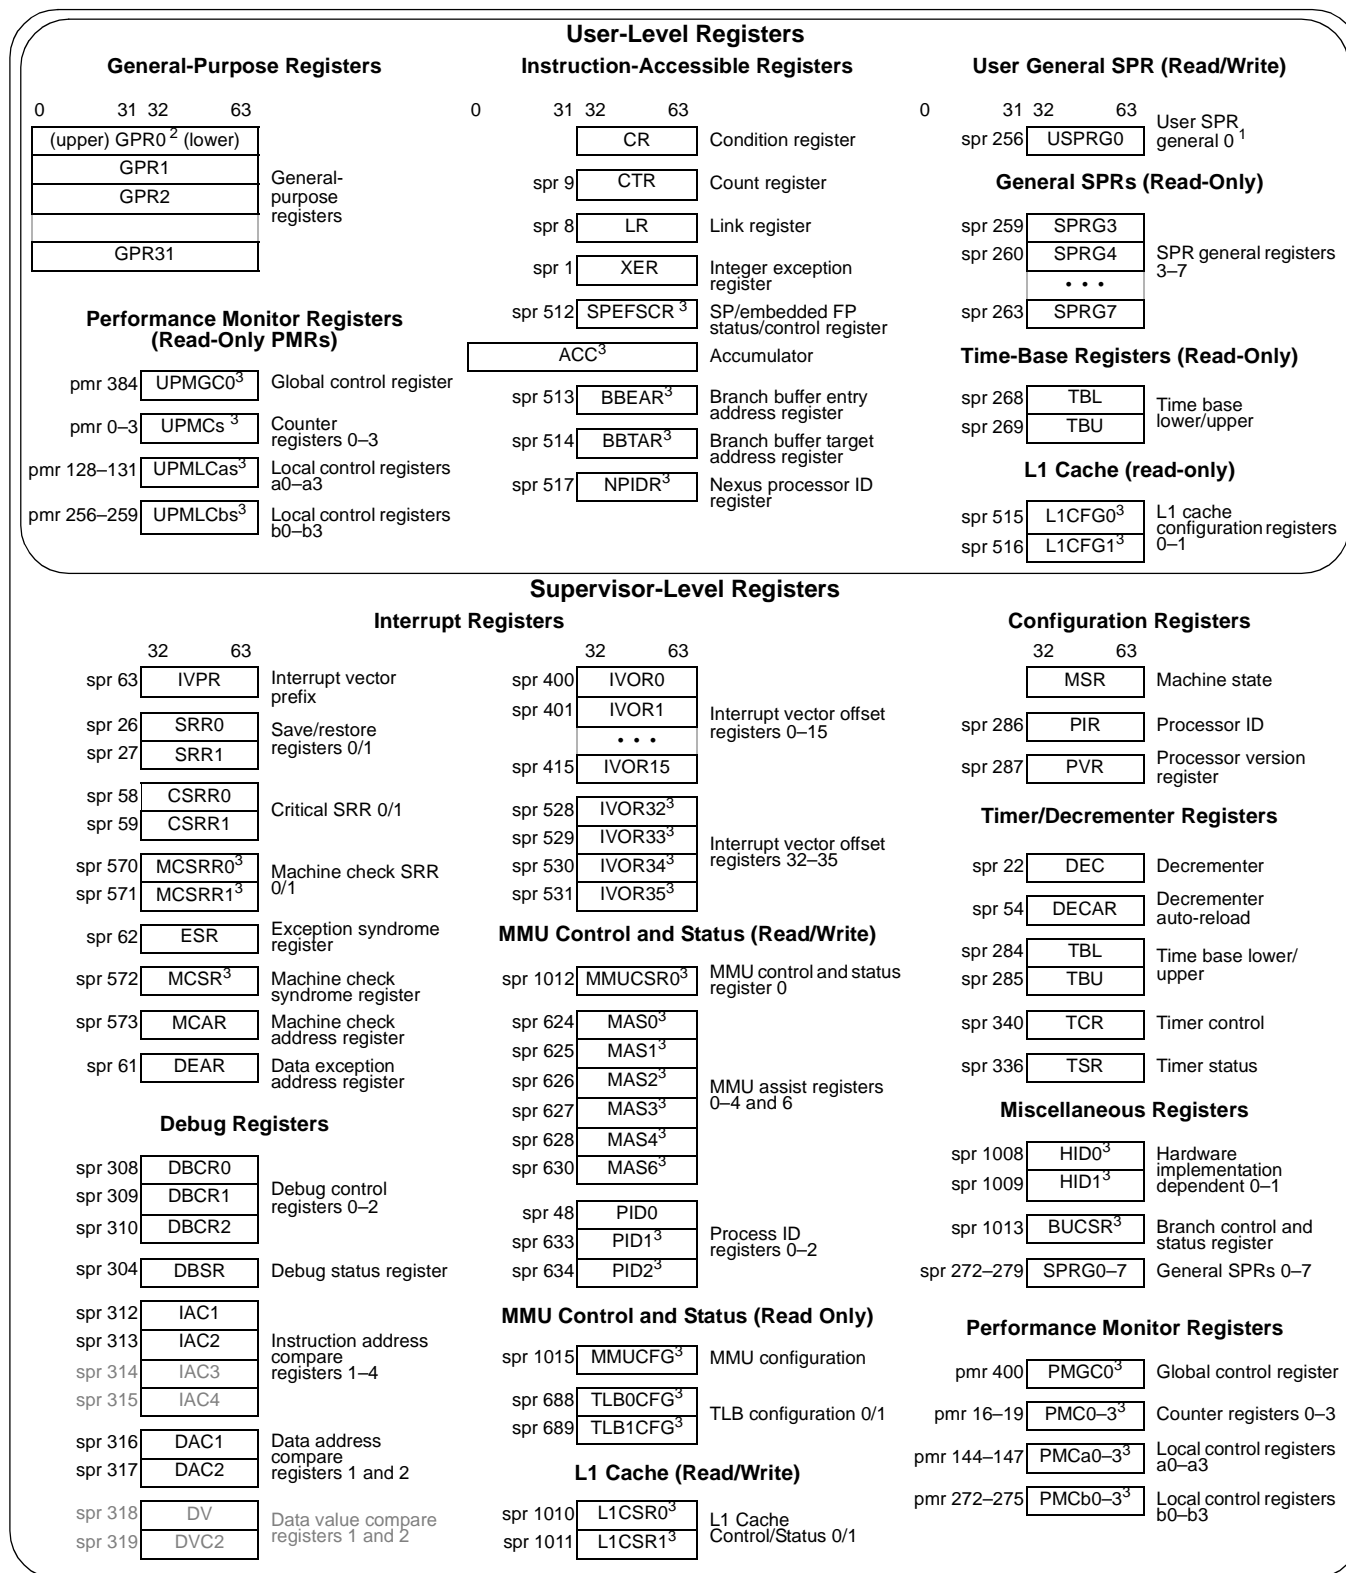 User-Level Registers
General-Purpose Registers
0 31 32 63
(upper) GPR0 2 (lower)
GPR1
GPR2
GPR31
General-
purpose
registers
Performance Monitor Registers
(Read-Only PMRs)
pmr 384 UPMGC03 Global control register
pmr 0–3 UPMCs 3 Counter
registers 0–3
pmr 128–131 UPMLCas3 Local control registers
a0–a3
pmr 256–259 UPMLCbs3 Local control registers
b0–b3
Instruction-Accessible Registers
0 31 32 63
CR Condition register
spr 9 CTR Count register
spr 8 LR Link register
spr 1 XER Integer exception
register
spr 512 SPEFSCR 3 SP/embedded FP
status/control register
ACC3 Accumulator
spr 513 BBEAR3 Branch buffer entry
address register
spr 514 BBTAR3 Branch buffer target
address register
spr 517 NPIDR3 Nexus processor ID
register
User General SPR (Read/Write)
0 31 32 63
spr 256 USPRG0 User SPR
general 0 1
General SPRs (Read-Only)
spr 259 SPRG3
spr 260 SPRG4
• • •
spr 263 SPRG7
SPR general registers
3–7
Time-Base Registers (Read-Only)
spr 268 TBL
spr 269 TBU
Time base
lower/upper
L1 Cache (read-only)
spr 515 L1CFG03
spr 516 L1CFG13
L1 cache
configuration registers
0–1
Supervisor-Level Registers
Interrupt Registers
32 63
spr 63 IVPR Interrupt vector
prefix
spr 26 SRR0
spr 27 SRR1
Save/restore
registers 0/1
spr 58 CSRR0
spr 59 CSRR1
Critical SRR 0/1
spr 570 MCSRR03
spr 571 MCSRR13
Machine check SRR
0/1
spr 62 ESR Exception syndrome
register
spr 572 MCSR3 Machine check
syndrome register
spr 573 MCAR Machine check
address register
spr 61 DEAR Data exception
address register
Debug Registers
spr 308 DBCR0
spr 309 DBCR1
spr 310 DBCR2
Debug control
registers 0–2
spr 304 DBSR Debug status register
spr 312 IAC1
spr 313 IAC2
spr 314 IAC3
spr 315 IAC4
Instruction address
compare
registers 1–4
spr 316 DAC1
spr 317 DAC2
Data address
compare
registers 1 and 2
spr 318 DV
spr 319 DVC2
Data value compare
registers 1 and 2
32 63
spr 400 IVOR0
spr 401 IVOR1
• • •
spr 415 IVOR15
Interrupt vector offset
registers 0–15
spr 528 IVOR323
spr 529 IVOR333
spr 530 IVOR343
spr 531 IVOR353
Interrupt vector offset
registers 32–35
MMU Control and Status (Read/Write)
spr 1012 MMUCSR03 MMU control and status
register 0
spr 624 MAS03
spr 625 MAS13
spr 626 MAS23
spr 627 MAS33
spr 628 MAS43
spr 630 MAS63
MMU assist registers
0–4 and 6
spr 48 PID0
spr 633 PID13
spr 634 PID23
Process ID
registers 0–2
MMU Control and Status (Read Only)
spr 1015 MMUCFG3 MMU configuration
spr 688 TLB0CFG3
spr 689 TLB1CFG3
TLB configuration 0/1
L1 Cache (Read/Write)
spr 1010 L1CSR03
spr 1011 L1CSR13
L1 Cache
Control/Status 0/1
Configuration Registers
32 63
MSR Machine state
spr 286 PIR Processor ID
spr 287 PVR Processor version
register
Timer/Decrementer Registers
spr 22 DEC Decrementer
spr 54 DECAR Decrementer
auto-reload
spr 284 TBL
spr 285 TBU
Time base lower/
upper
spr 340 TCR Timer control
spr 336 TSR Timer status
Miscellaneous Registers
spr 1008 HID03
spr 1009 HID13
Hardware
implementation
dependent 0–1
spr 1013 BUCSR3 Branch control and
status register
spr 272–279 SPRG0–7 General SPRs 0–7
Performance Monitor Registers
pmr 400 PMGC03 Global control register
pmr 16–19 PMC0–33 Counter registers 0–3
pmr 144–147 PMCa0–33 Local control registers
a0–a3
pmr 272–275 PMCb0–33 Local control registers
b0–b3